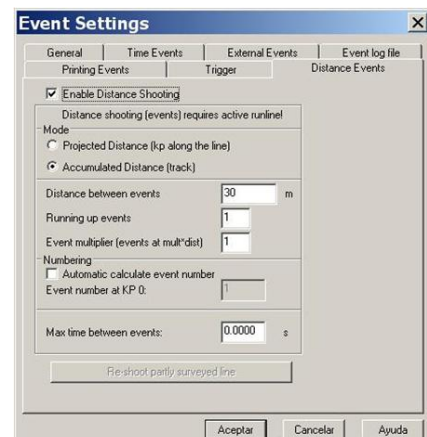 Event Settings
General Time Events External Events Event log file
Printing Events Trigger Distance Events
Enable Distance Shooting
Distance shooting (events) requires active runline!
Mode
Projected Distance (kp along the line)
Accumulated Distance (track)
Distance between events 30 m
Running up events 1
Event multiplier (events at mult*dist) 1
Numbering
Automatic calculate event number
Event number at KP 0: 1
Max time between events: 0.0000 s
Re-shoot partly surveyed line
Aceptar Cancelar Ayuda